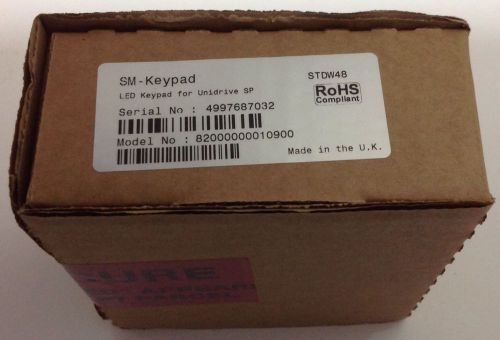 SM-Keypad
STDW48
LED Keypad for Unidrive SP
RoHS
Compliant
Serial No : 4997687032
Model No : 82000000010900
Made in the U.K.
PARCEL